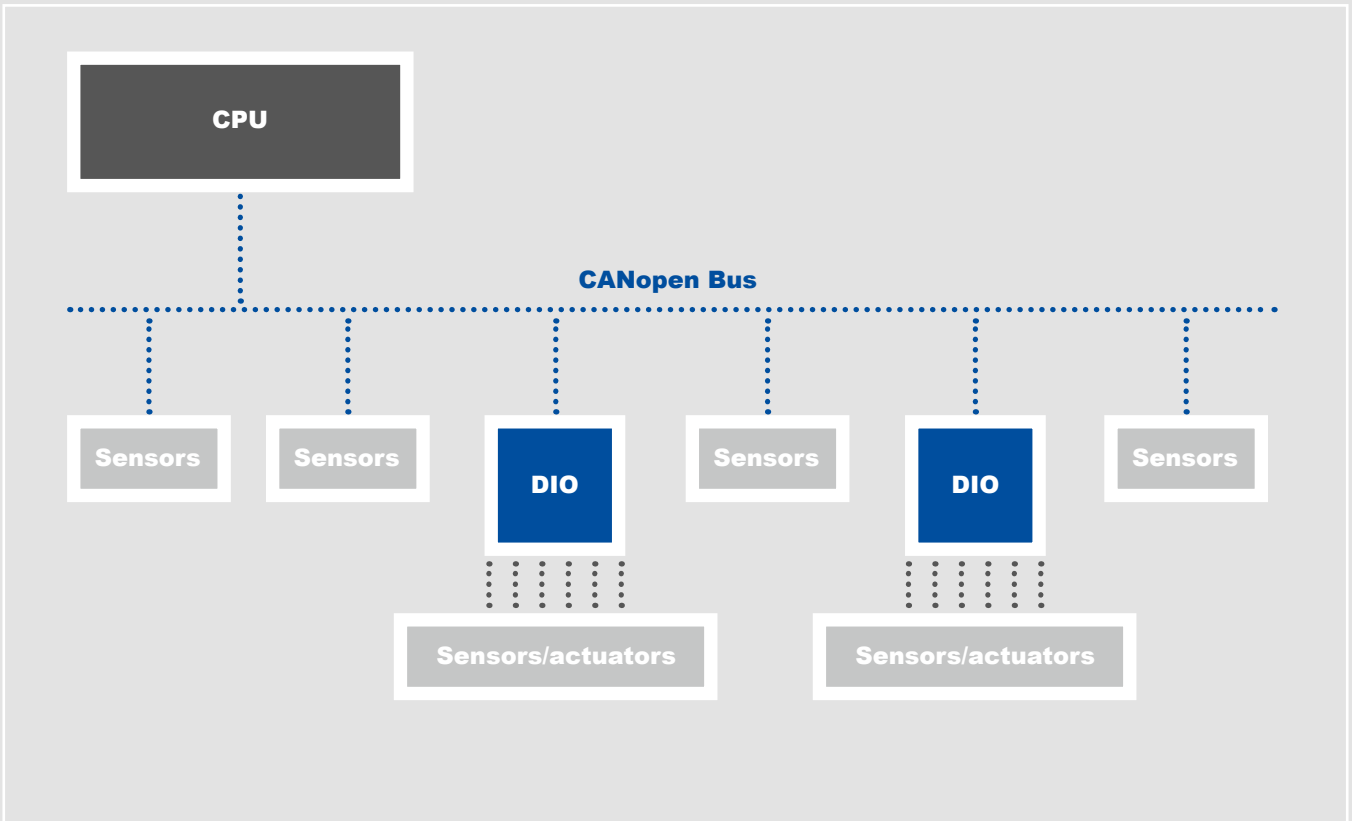 CPU
CANopen Bus
Sensors
Sensors
DIO
Sensors
DIO
Sensors
Sensors/actuators
Sensors/actuators